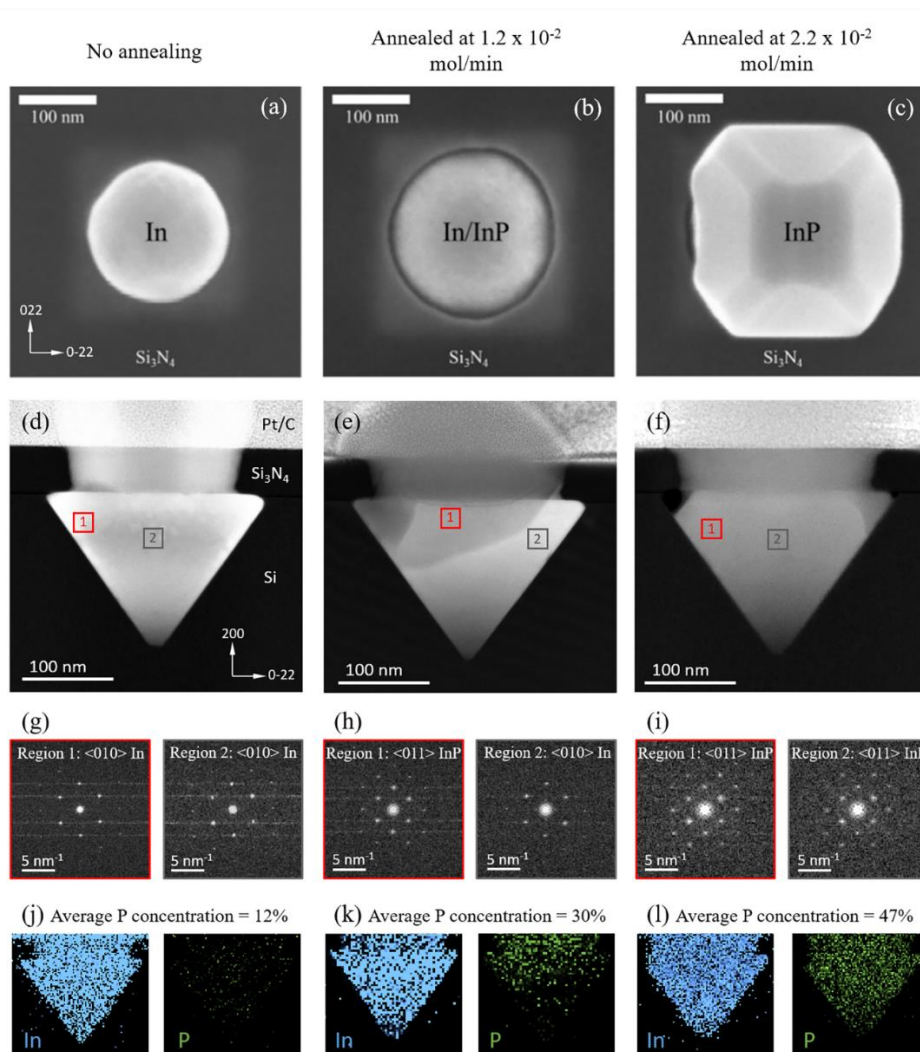 No annealing
Annealed at 1.2 x 10⁻²
mol/min
Annealed at 2.2 x 10⁻²
mol/min
(a)
100 nm
In
022
0-22
Si₃N₄
(b)
100 nm
In/InP
Si₃N₄
(c)
100 nm
InP
Si₃N₄
(d)
Pt/C
Si₃N₄
1
2
Si
200
0-22
100 nm
(e)
1
2
100 nm
(f)
1
2
100 nm
(g)
Region 1: <010> In
5 nm⁻¹
Region 2: <010> In
5 nm⁻¹
(h)
Region 1: <011> InP
5 nm⁻¹
Region 2: <010> In
5 nm⁻¹
(i)
Region 1: <011> InP
5 nm⁻¹
Region 2: <011> InP
5 nm⁻¹
(j) Average P concentration = 12%
In
P
(k) Average P concentration = 30%
In
P
(l) Average P concentration = 47%
In
P